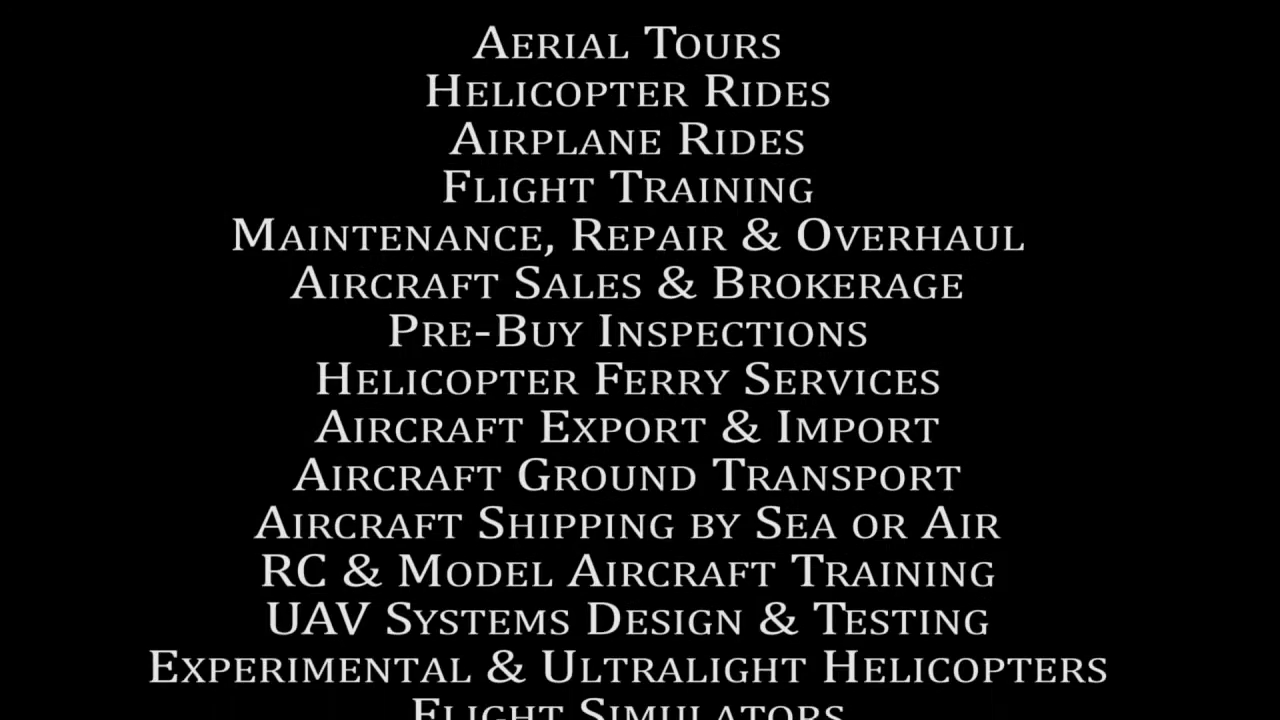 Aerial Tours
Helicopter Rides
Airplane Rides
Flight Training
Maintenance, Repair & Overhaul
Aircraft Sales & Brokerage
Pre-Buy Inspections
Helicopter Ferry Services
Aircraft Export & Import
Aircraft Ground Transport
Aircraft Shipping by Sea or Air
RC & Model Aircraft Training
UAV Systems Design & Testing
Experimental & Ultralight Helicopters
Flight Simulators